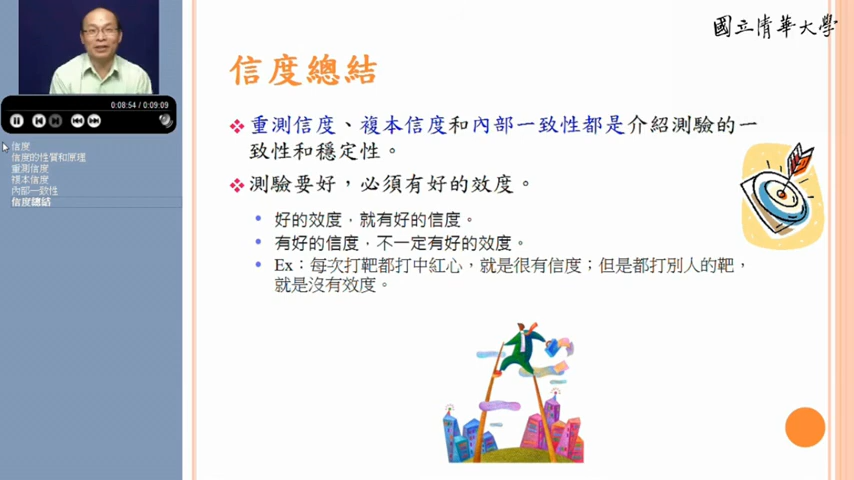 國立清華大學
0:08:54 / 0:09:09
信度
信度的性質和原理
重測信度
複本信度
內部一致性
信度總結
信度總結
重測信度、複本信度和內部一致性都是介紹測驗的一
致性和穩定性。
測驗要好，必須有好的效度。
好的效度，就有好的信度。
有好的信度，不一定有好的效度。
Ex：每次打靶都打中紅心，就是很有信度；但是都打別人的靶，
就是沒有效度。